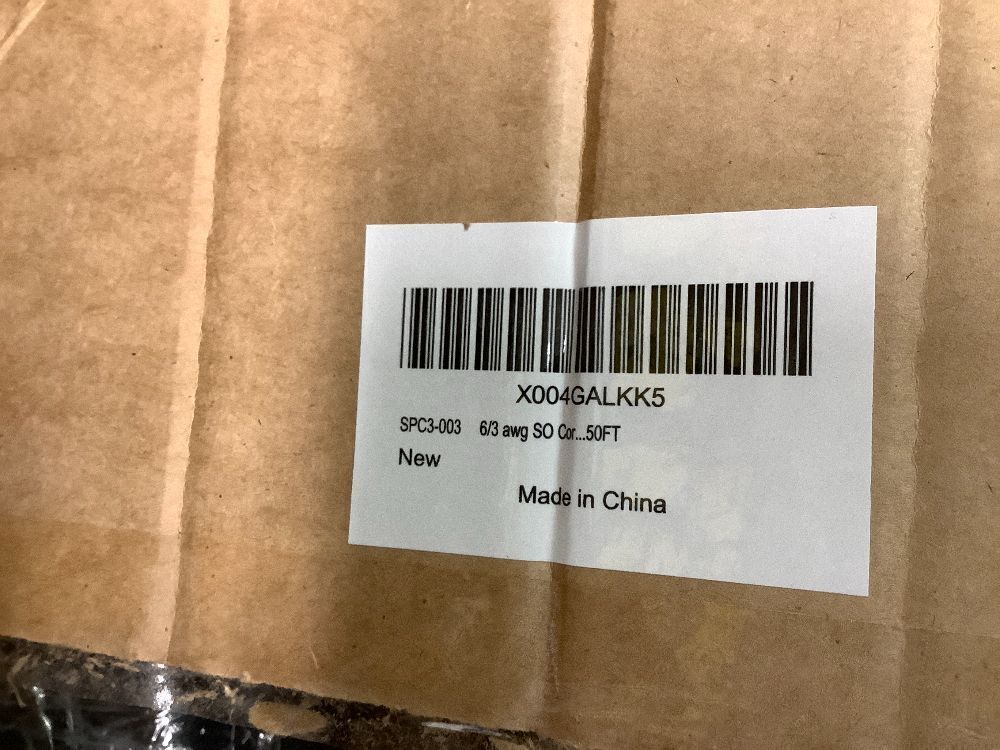 X004GALKK5
SPC3-003 6/3 awg SO Cor...50FT
New
Made in China